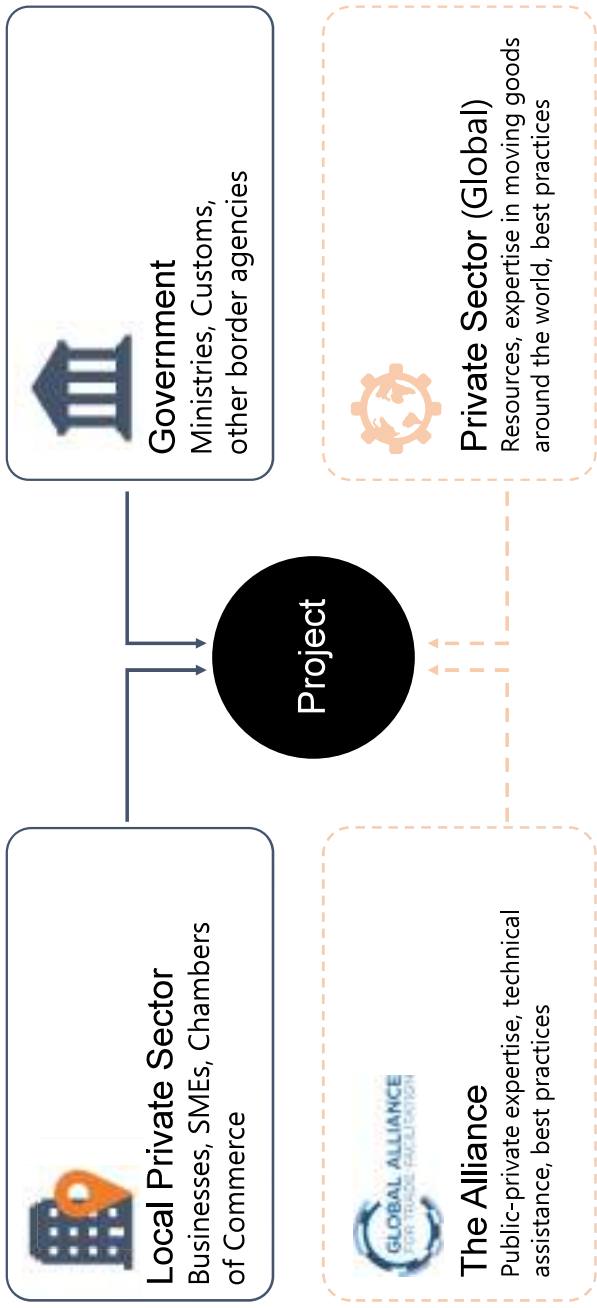 Local Private Sector
Businesses, SMEs, Chambers
of Commerce
Government
Ministries, Customs,
other border agencies
Project
GLOBAL ALLIANCE
FOR TRADE FACILITATION
The Alliance
Public-private expertise, technical
assistance, best practices
Private Sector (Global)
Resources, expertise in moving goods
around the world, best practices